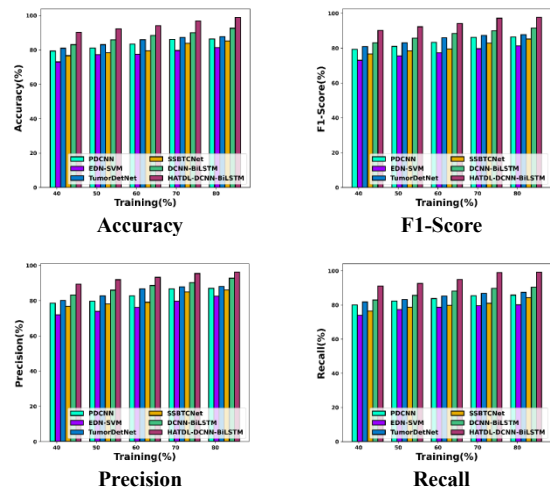 Accuracy(%)
100
80
60
40
20
0
PDCNN
EDN-SVM
TumorDetNet
SSBTCNet
DCNN-BiLSTM
HATDL-DCNN-BiLSTM
40 50 60 70 80
Training(%)
Accuracy
F1-Score(%)
100
80
60
40
20
0
PDCNN
EDN-SVM
TumorDetNet
SSBTCNet
DCNN-BiLSTM
HATDL-DCNN-BiLSTM
40 50 60 70 80
Training(%)
F1-Score
Precision(%)
100
80
60
40
20
0
PDCNN
EDN-SVM
TumorDetNet
SSBTCNet
DCNN-BiLSTM
HATDL-DCNN-BiLSTM
40 50 60 70 80
Training(%)
Precision
Recall(%)
100
80
60
40
20
0
PDCNN
EDN-SVM
TumorDetNet
SSBTCNet
DCNN-BiLSTM
HATDL-DCNN-BiLSTM
40 50 60 70 80
Training(%)
Recall